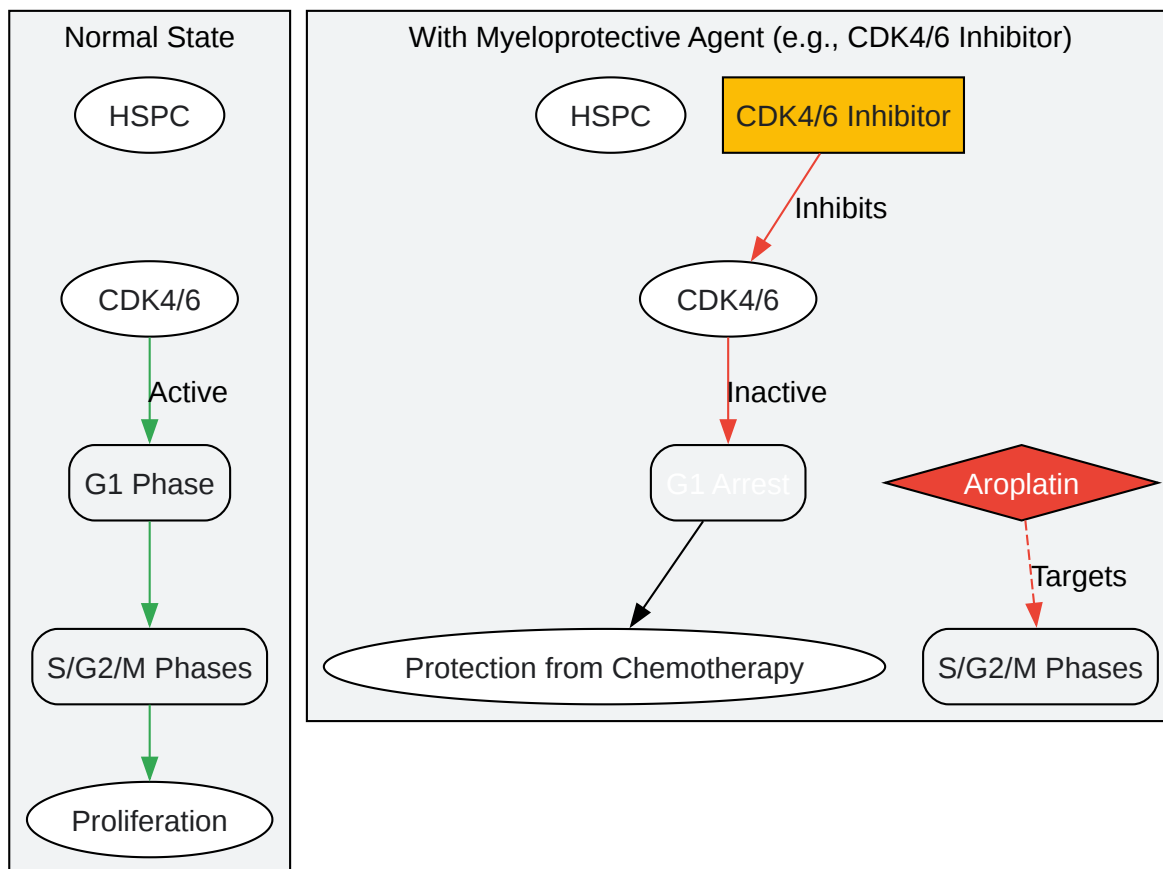 Normal State
HSPC
CDK4/6
Active
G1 Phase
S/G2/M Phases
Proliferation
With Myeloprotective Agent (e.g., CDK4/6 Inhibitor)
HSPC
CDK4/6 Inhibitor
Inhibits
CDK4/6
Inactive
G1 Arrest
Aroplatin
Targets
Protection from Chemotherapy
S/G2/M Phases